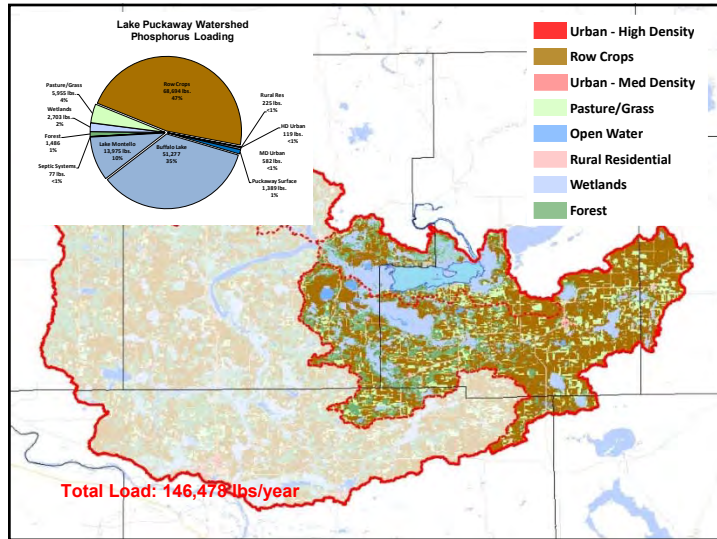 Lake Puckaway Watershed
Phosphorus Loading
Row Crops
68,694 lbs.
47%
Rural Res
225 lbs.
<1%
HD Urban
119 lbs.
<1%
MD Urban
582 lbs.
<1%
Puckaway Surface
1,389 lbs.
1%
Buffalo Lake
51,277
35%
Lake Montello
13,975 lbs.
10%
Septic Systems
77 lbs.
<1%
Forest
1,486
1%
Wetlands
2,703 lbs.
2%
Pasture/Grass
5,955 lbs.
4%
Urban - High Density
Row Crops
Urban - Med Density
Pasture/Grass
Open Water
Rural Residential
Wetlands
Forest
Total Load: 146,478 lbs/year